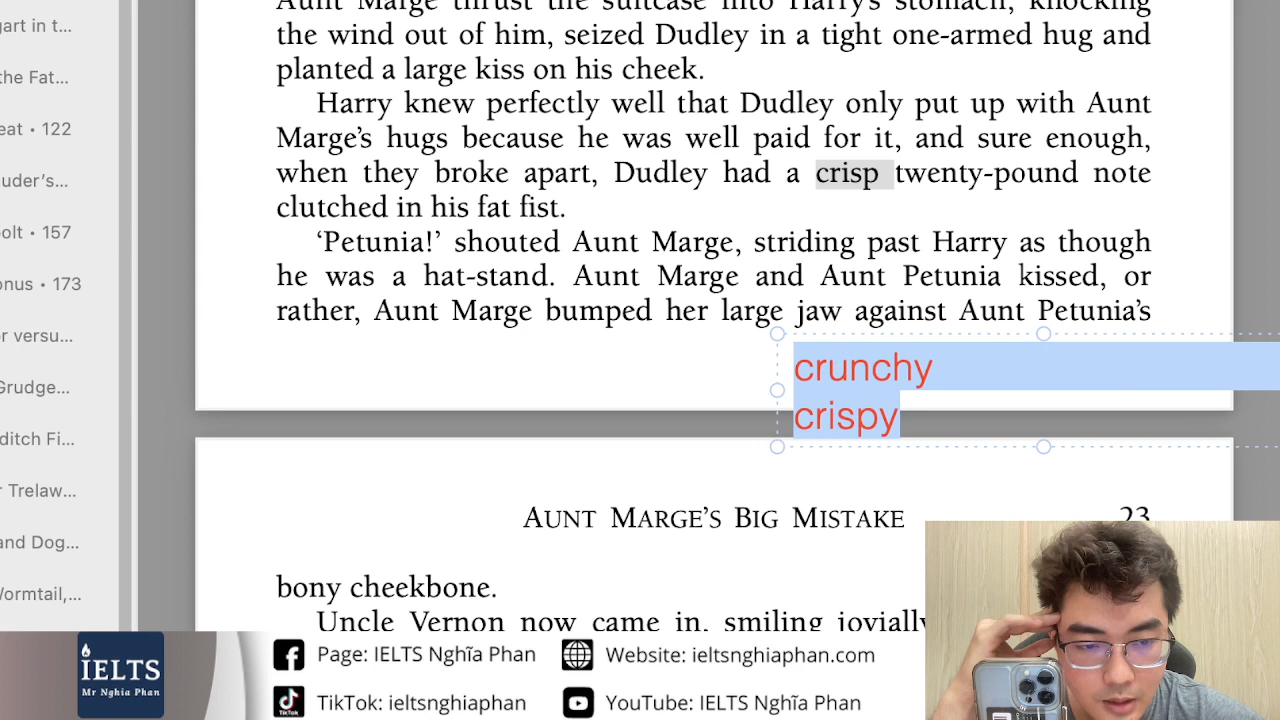 gart in t...
the Fat...
eat • 122
uder's...
olt • 157
onus • 173
r versu...
Grudge...
ditch Fi...
r Trelaw...
and Dog...
Wormtail,...
Aunt Marge thrust the suitcase into Harry's stomach, knocking
the wind out of him, seized Dudley in a tight one-armed hug and
planted a large kiss on his cheek.
Harry knew perfectly well that Dudley only put up with Aunt
Marge's hugs because he was well paid for it, and sure enough,
when they broke apart, Dudley had a crisp twenty-pound note
clutched in his fat fist.
'Petunia!' shouted Aunt Marge, striding past Harry as though
he was a hat-stand. Aunt Marge and Aunt Petunia kissed, or
rather, Aunt Marge bumped her large jaw against Aunt Petunia's
crunchy
crispy
AUNT MARGE'S BIG MISTAKE 23
bony cheekbone.
Uncle Vernon now came in, smiling jovially
IELTS
Mr Nghia Phan
Page: IELTS Nghĩa Phan
Website: ieltsnghiaphan.com
TikTok
TikTok: ieltsnghiaphan
YouTube: IELTS Nghĩa Phan